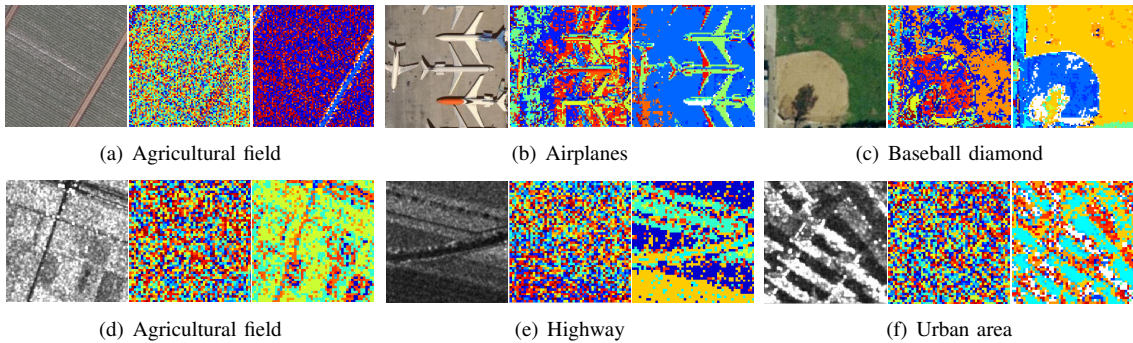 (a) Agricultural field
(b) Airplanes
(c) Baseball diamond
(d) Agricultural field
(e) Highway
(f) Urban area